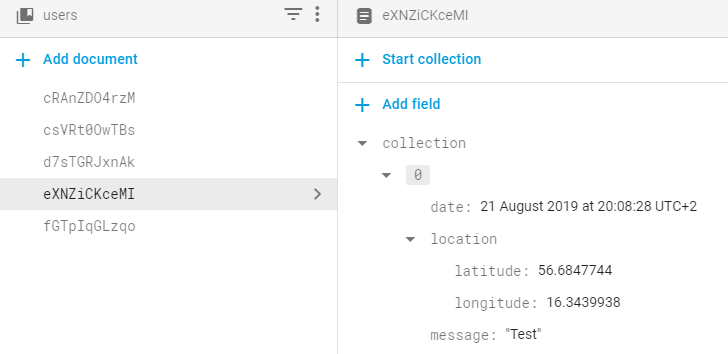 users
Add document
cRAnZDO4rzM
csVRt0OwTBs
d7sTGRJxnAk
eXNZiCKceMI
fGTpIqGLzqo
eXNZiCKceMI
Start collection
Add field
collection
0
date: 21 August 2019 at 20:08:28 UTC+2
location
latitude: 56.6847744
longitude: 16.3439938
message: "Test"